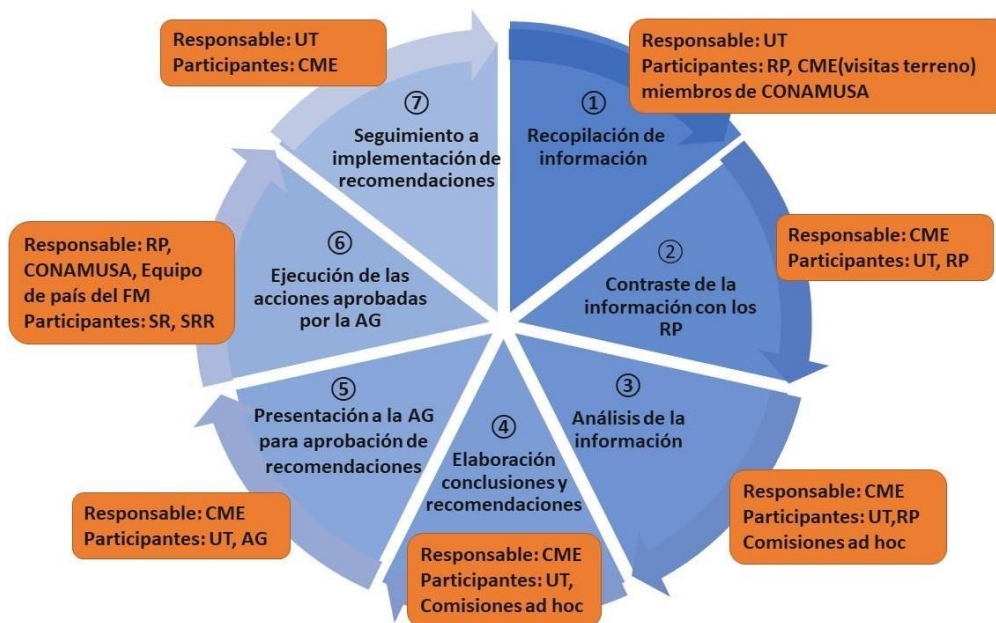 Responsable: UT
Participantes: RP, CME(visitas terreno)
miembros de CONAMUSA
①
Recopilación de
información
Responsable: CME
Participantes: UT, RP
②
Contraste de la
información con los
RP
Responsable: CME
Participantes: UT,RP
Comisiones ad hoc
③
Análisis de la
información
Responsable: CME
Participantes: UT,
Comisiones ad hoc
④
Elaboración
conclusiones y
recomendaciones
Responsable: CME
Participantes: UT, AG
⑤
Presentación a la AG
para aprobación de
recomendaciones
Responsable: RP,
CONAMUSA, Equipo
de país del FM
Participantes: SR, SRR
⑥
Ejecución de las
acciones aprobadas
por la AG
Responsable: UT
Participantes: CME
⑦
Seguimiento a
implementación de
recomendaciones